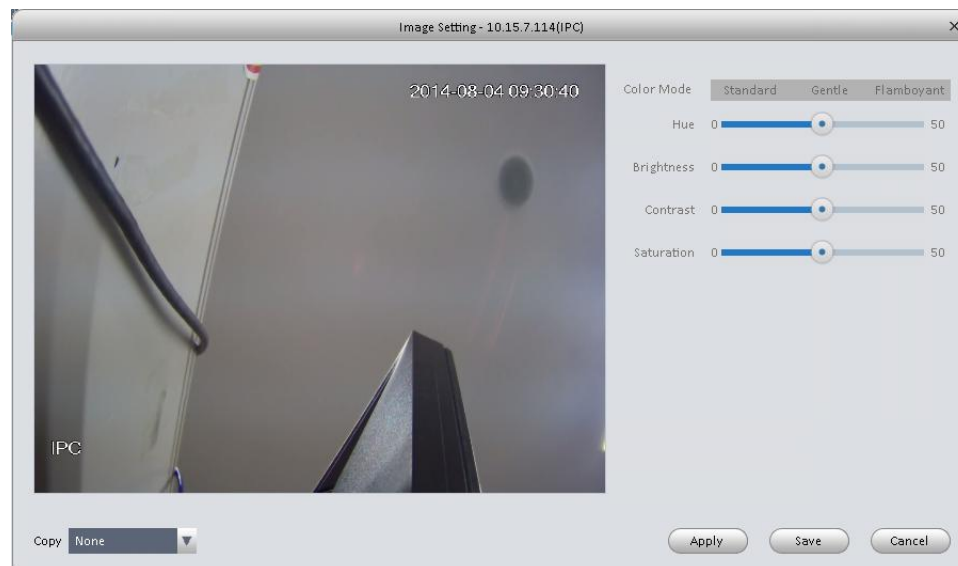 Image Setting - 10.15.7.114(IPC)
2014-08-04 09:30:40
IPC
Color Mode Standard Gentle Flamboyant
Hue 0 50
Brightness 0 50
Contrast 0 50
Saturation 0 50
Copy None Apply Save Cancel